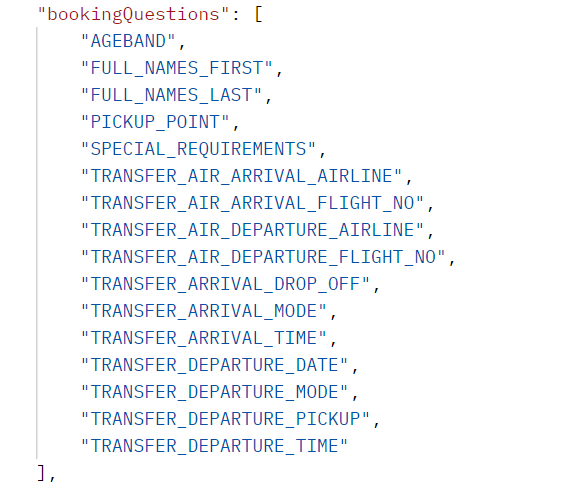 "bookingQuestions": [
"AGEBAND",
"FULL_NAMES_FIRST",
"FULL_NAMES_LAST",
"PICKUP_POINT",
"SPECIAL_REQUIREMENTS",
"TRANSFER_AIR_ARRIVAL_AIRLINE",
"TRANSFER_AIR_ARRIVAL_FLIGHT_NO",
"TRANSFER_AIR_DEPARTURE_AIRLINE",
"TRANSFER_AIR_DEPARTURE_FLIGHT_NO",
"TRANSFER_ARRIVAL_DROP_OFF",
"TRANSFER_ARRIVAL_MODE",
"TRANSFER_ARRIVAL_TIME",
"TRANSFER_DEPARTURE_DATE",
"TRANSFER_DEPARTURE_MODE",
"TRANSFER_DEPARTURE_PICKUP",
"TRANSFER_DEPARTURE_TIME"
],